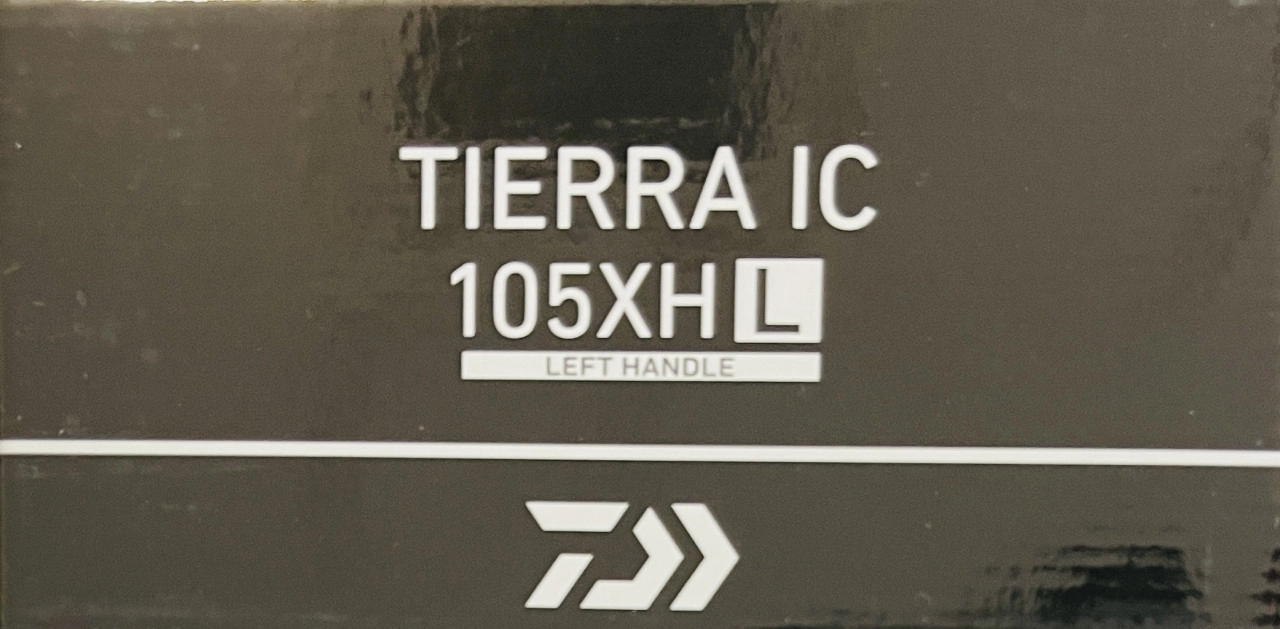 TIERRA IC
105XH L
LEFT HANDLE